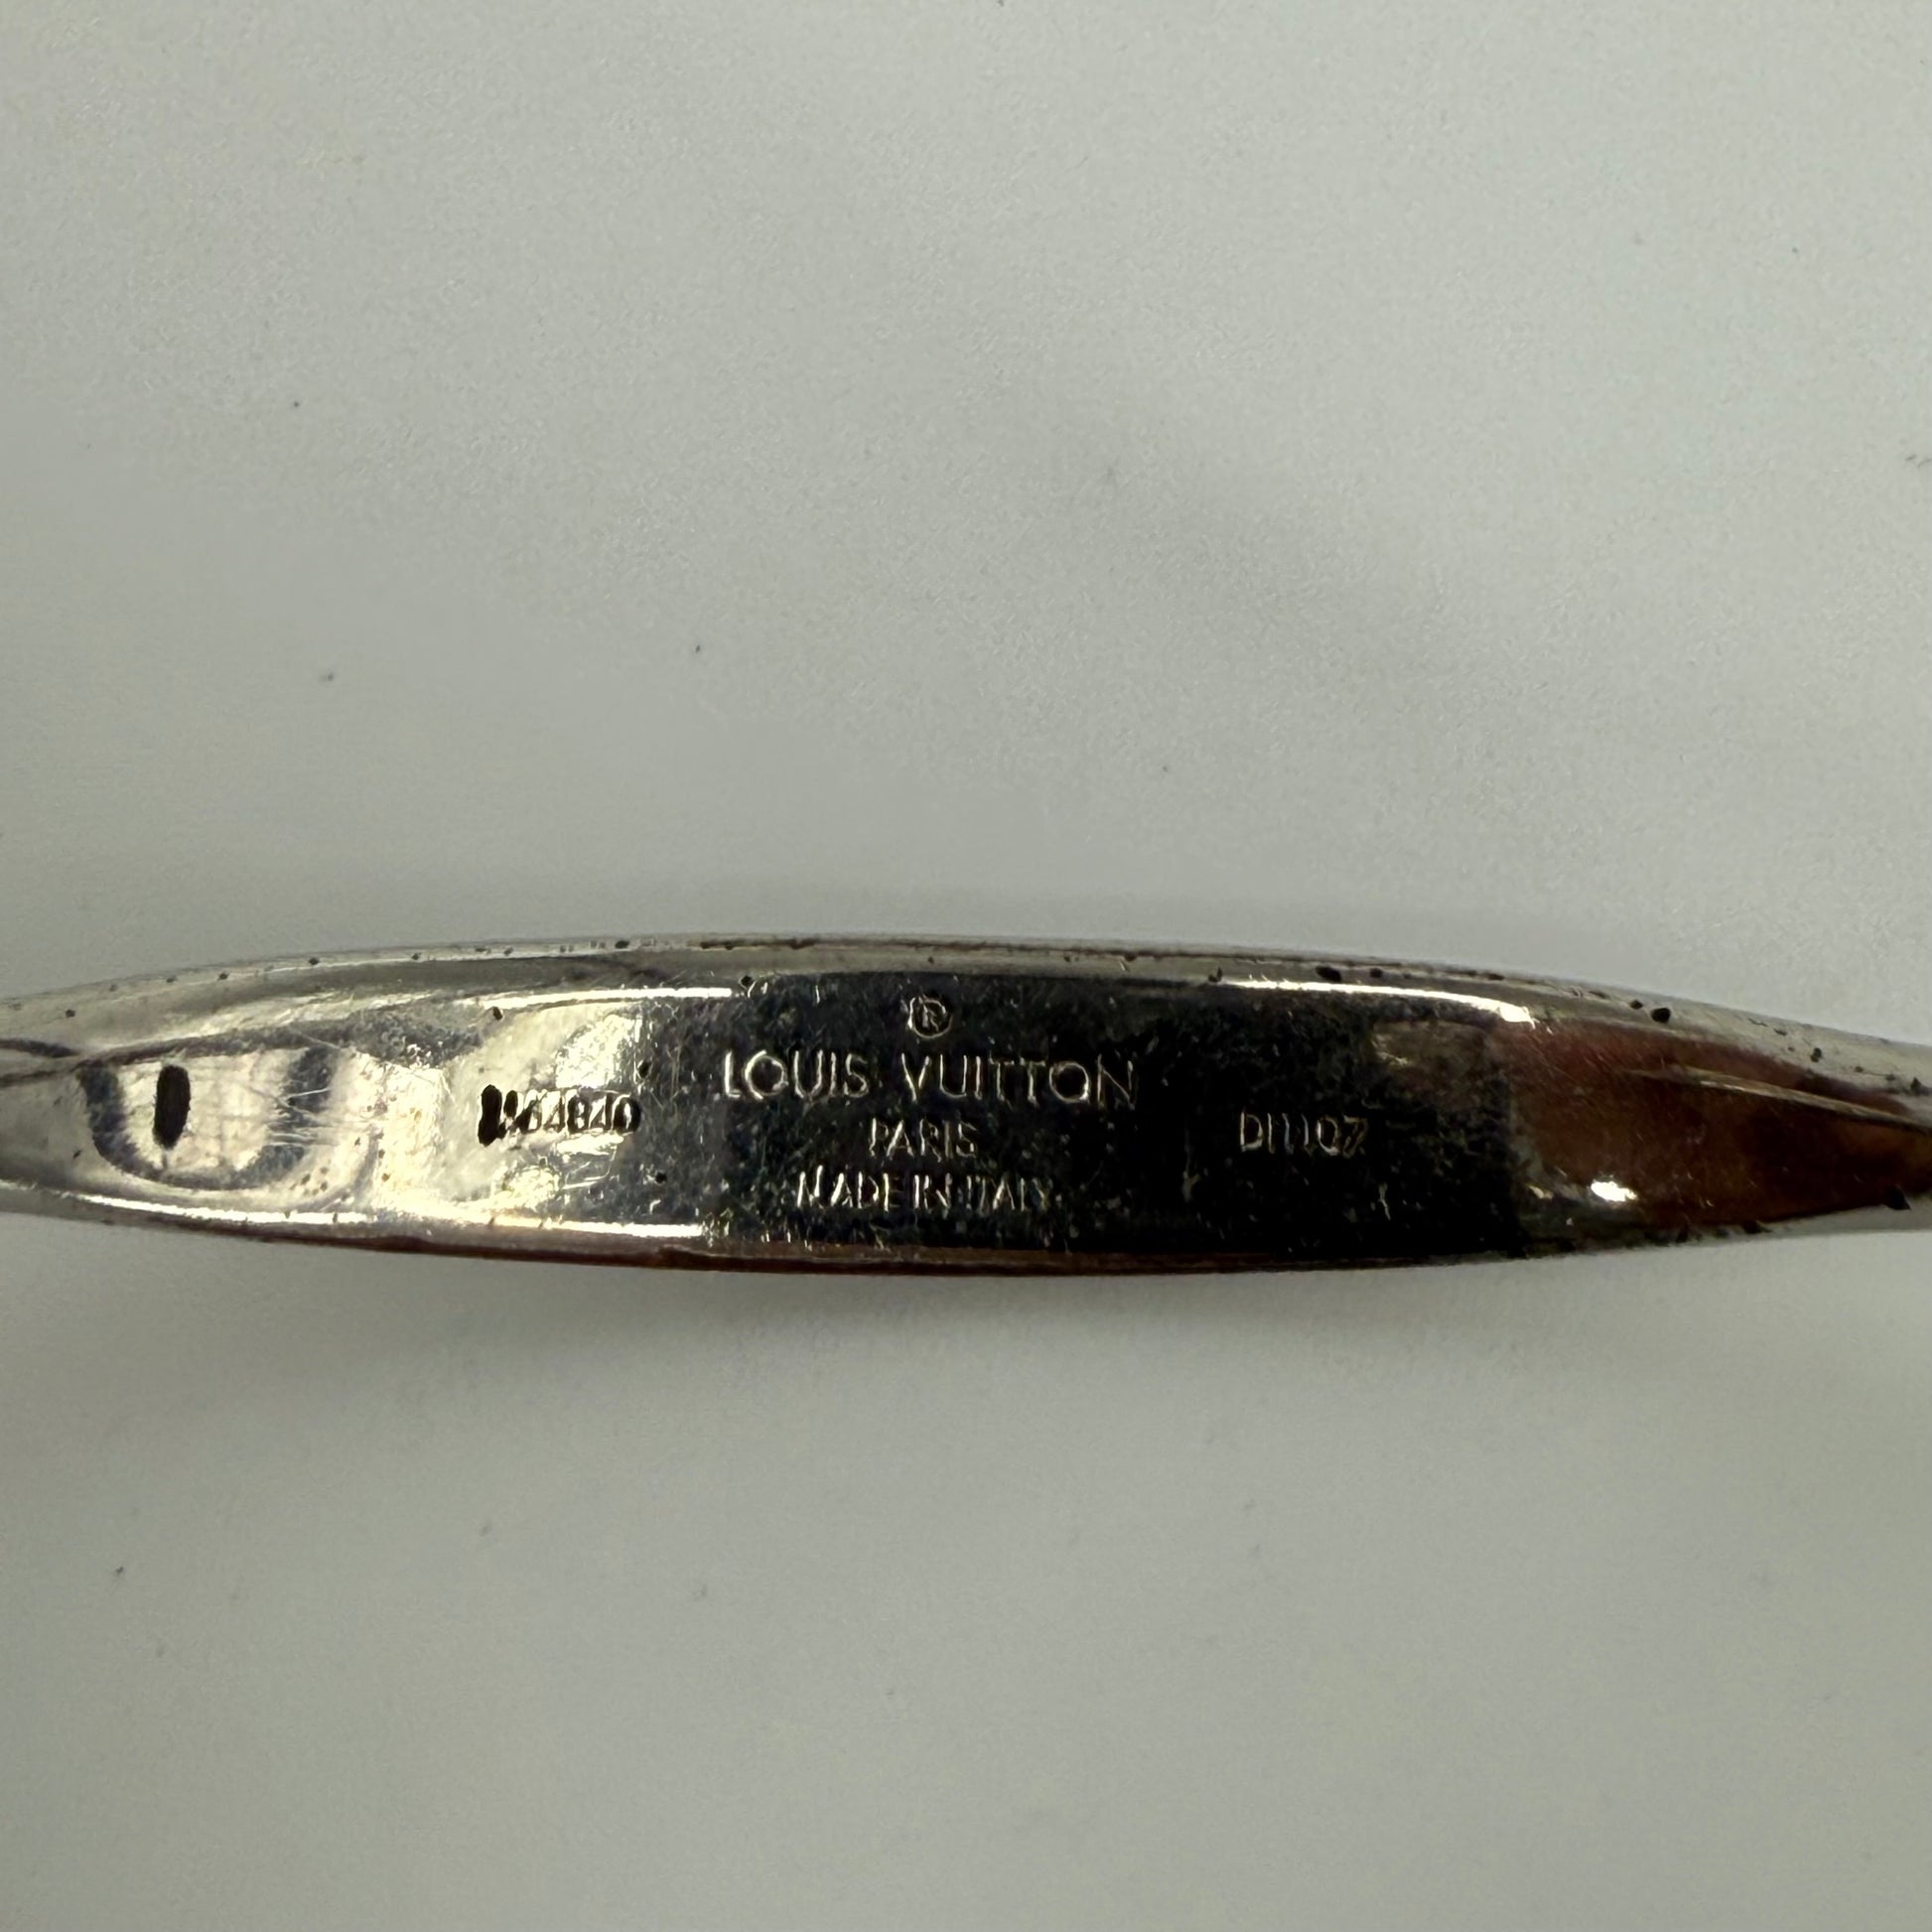 ®
LOUIS VUITTON
PARIS
MADE IN ITALY
M64840
DI1107